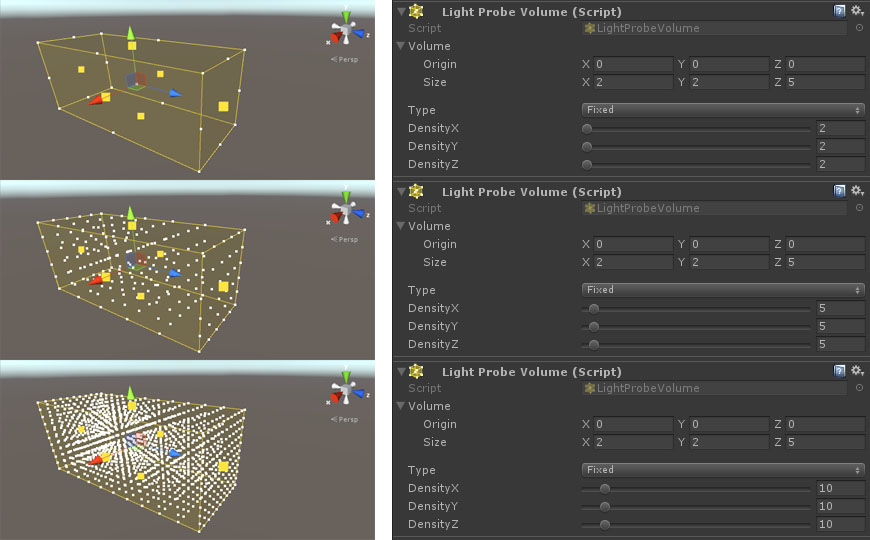 z
Persp
Light Probe Volume (Script)
Script LightProbeVolume
Volume
Origin X 0 Y 0 Z 0
Size X 2 Y 2 Z 5
Type Fixed
DensityX 2
DensityY 2
DensityZ 2
x z
Persp
Light Probe Volume (Script)
Script LightProbeVolume
Volume
Origin X 0 Y 0 Z 0
Size X 2 Y 2 Z 5
Type Fixed
DensityX 5
DensityY 5
DensityZ 5
x z
Persp
Light Probe Volume (Script)
Script LightProbeVolume
Volume
Origin X 0 Y 0 Z 0
Size X 2 Y 2 Z 5
Type Fixed
DensityX 10
DensityY 10
DensityZ 10